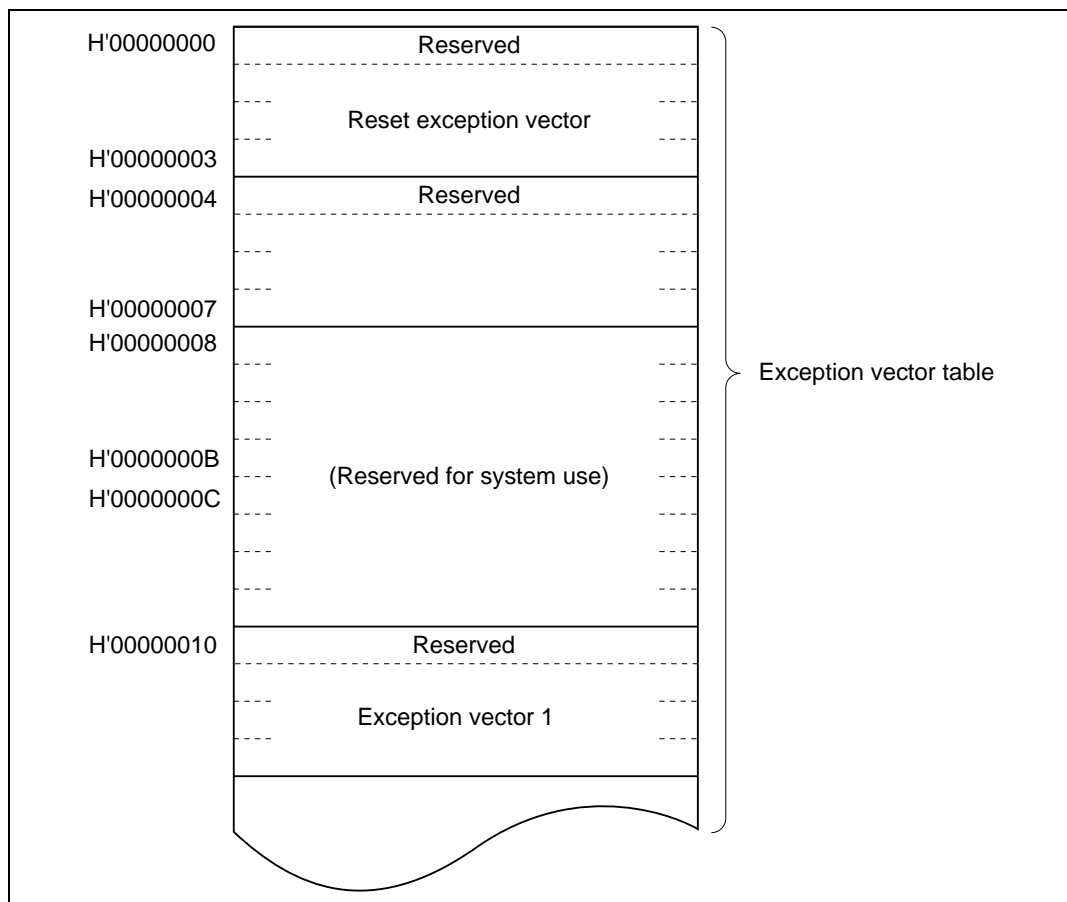 H'00000000 Reserved
Reset exception vector
H'00000003
H'00000004 Reserved
H'00000007
H'00000008
Exception vector table
H'0000000B
(Reserved for system use)
H'0000000C
H'00000010 Reserved
Exception vector 1